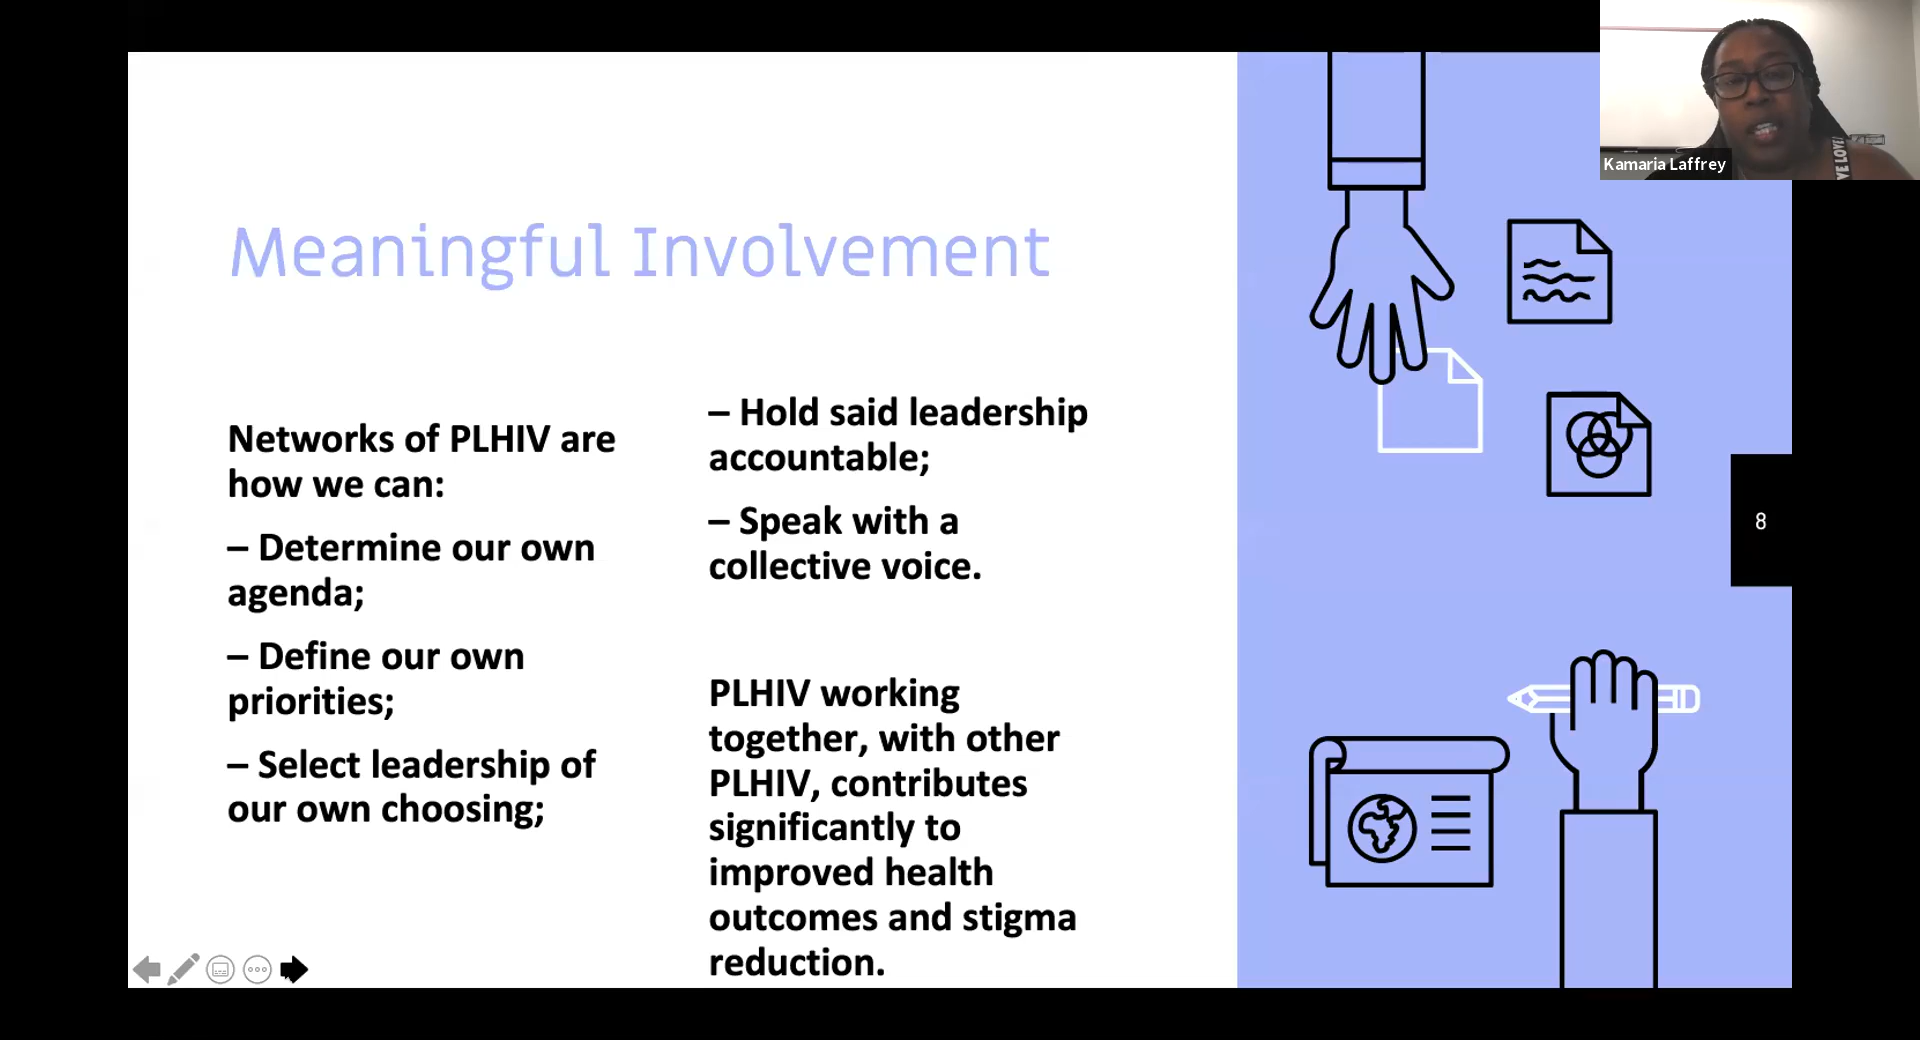 Meaningful Involvement
Networks of PLHIV are
how we can:
– Determine our own
agenda;
– Define our own
priorities;
– Select leadership of
our own choosing;
– Hold said leadership
accountable;
– Speak with a
collective voice.
PLHIV working
together, with other
PLHIV, contributes
significantly to
improved health
outcomes and stigma
reduction.
8
Kamaria Laffrey
VE LOVE